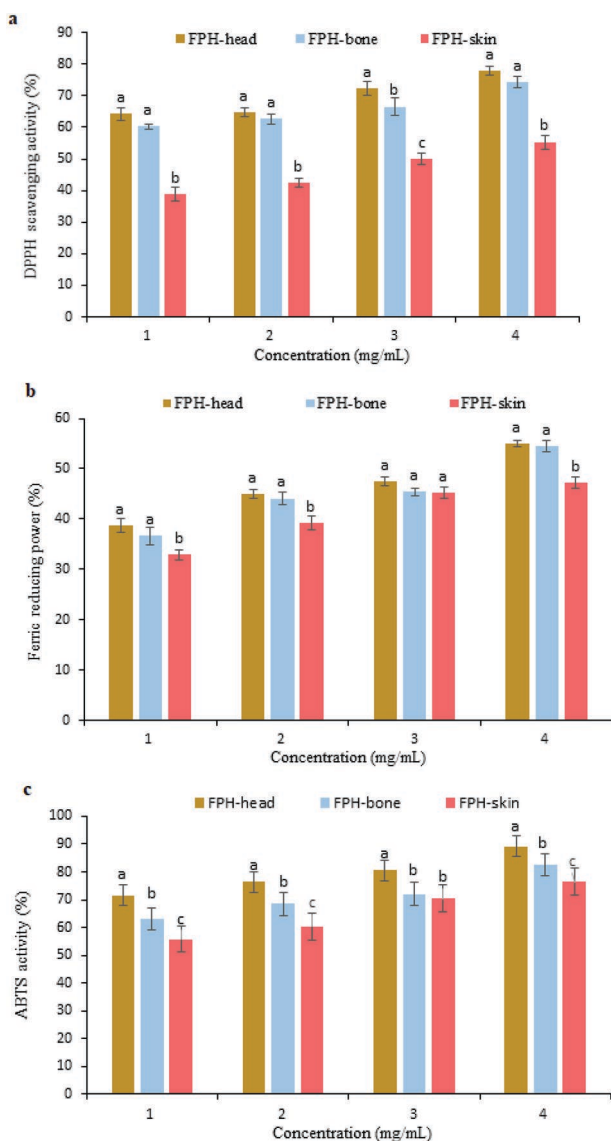 a
FPH-head FPH-bone FPH-skin
DPPH scavenging activity (%)
90
80
70
60
50
40
30
20
10
0
a a b
a a b
a b c
a a b
1 2 3 4
Concentration (mg/mL)
b
FPH-head FPH-bone FPH-skin
Ferric reducing power (%)
60
50
40
30
20
10
0
a a b
a a b
a a a
a a b
1 2 3 4
Concentration (mg/mL)
c
FPH-head FPH-bone FPH-skin
ABTS activity (%)
100
90
80
70
60
50
40
30
20
10
0
a b c
a b c
a b b
a b c
1 2 3 4
Concentration (mg/mL)